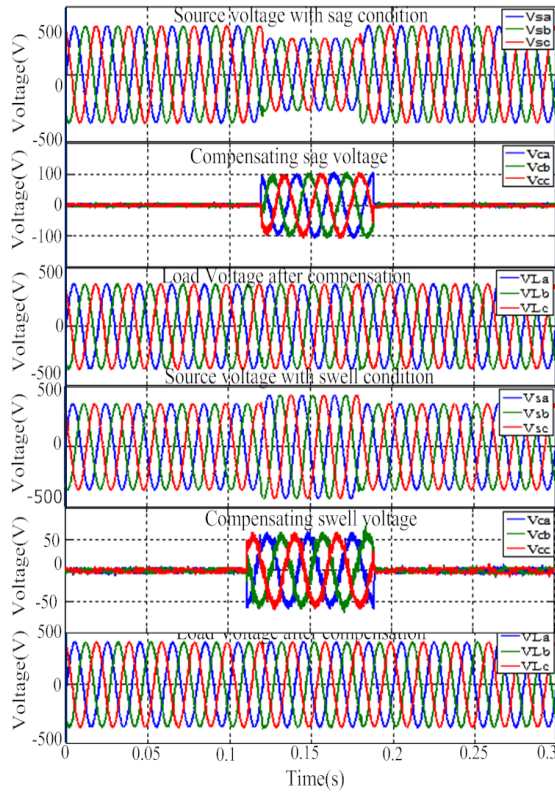 Source voltage with sag condition
Voltage(V)
500
0
-500
Vsa
Vsb
Vsc
Compensating sag voltage
Voltage(V)
100
0
-100
Vca
Vcb
Vcc
Load Voltage after compensation
Voltage(V)
500
0
-500
VLa
VLb
VLc
Source voltage with swell condition
Voltage(V)
500
0
-500
Vsa
Vsb
Vsc
Compensating swell voltage
Voltage(V)
50
0
-50
Vca
Vcb
Vcc
Load Voltage after compensation
Voltage(V)
500
0
-500
VLa
VLb
VLc
0 0.05 0.1 0.15 0.2 0.25 0.3
Time(s)